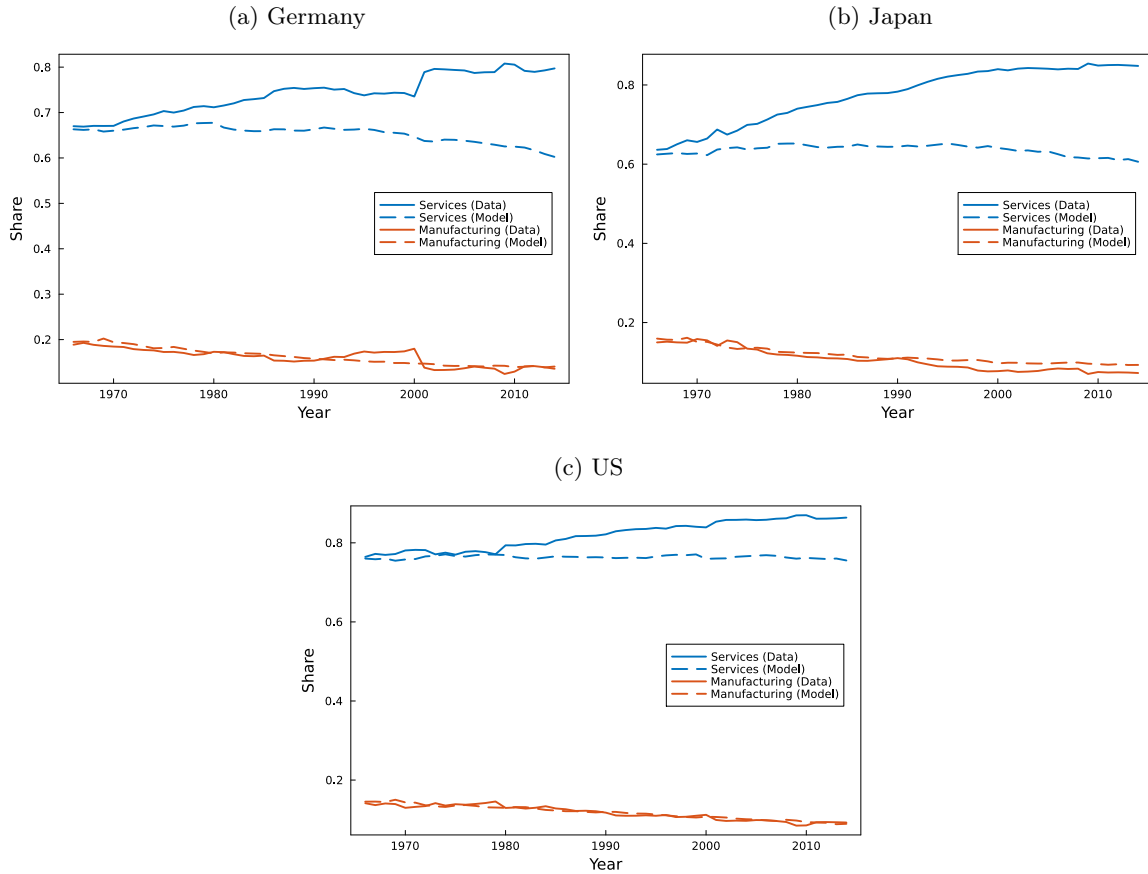 (a) Germany
0.8
0.7
0.6
0.5
0.4
0.3
0.2
Share
Services (Data)
Services (Model)
Manufacturing (Data)
Manufacturing (Model)
1970
1980
1990
2000
2010
Year
(b) Japan
0.8
0.6
0.4
0.2
Share
Services (Data)
Services (Model)
Manufacturing (Data)
Manufacturing (Model)
1970
1980
1990
2000
2010
Year
(c) US
0.8
0.6
0.4
0.2
Share
Services (Data)
Services (Model)
Manufacturing (Data)
Manufacturing (Model)
1970
1980
1990
2000
2010
Year